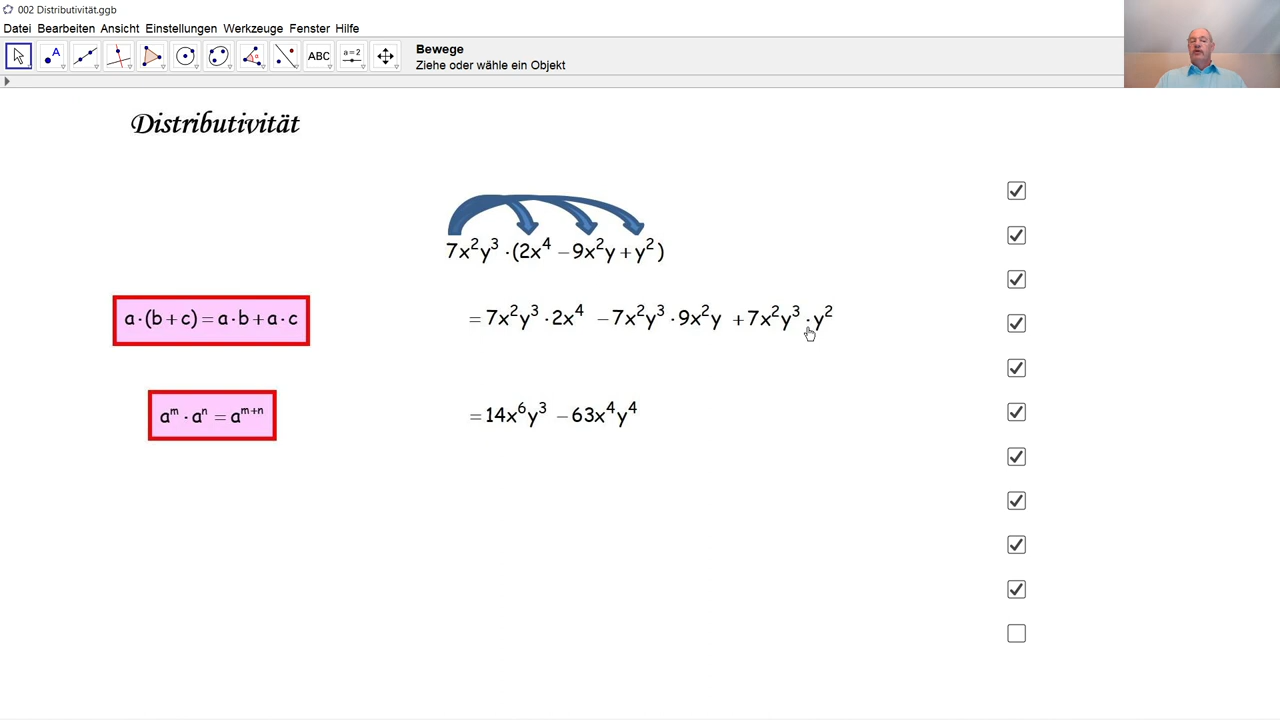 002 Distributivität.ggb
Datei Bearbeiten Ansicht Einstellungen Werkzeuge Fenster Hilfe
A ABC a=2
Bewege
Ziehe oder wähle ein Objekt
Distributivität
7x²y³ · (2x⁴ − 9x²y + y²)
a · (b + c) = a · b + a · c
= 7x²y³ · 2x⁴ − 7x²y³ · 9x²y + 7x²y³ · y²
aᵐ · aⁿ = aᵐ⁺ⁿ
= 14x⁶y³ − 63x⁴y⁴